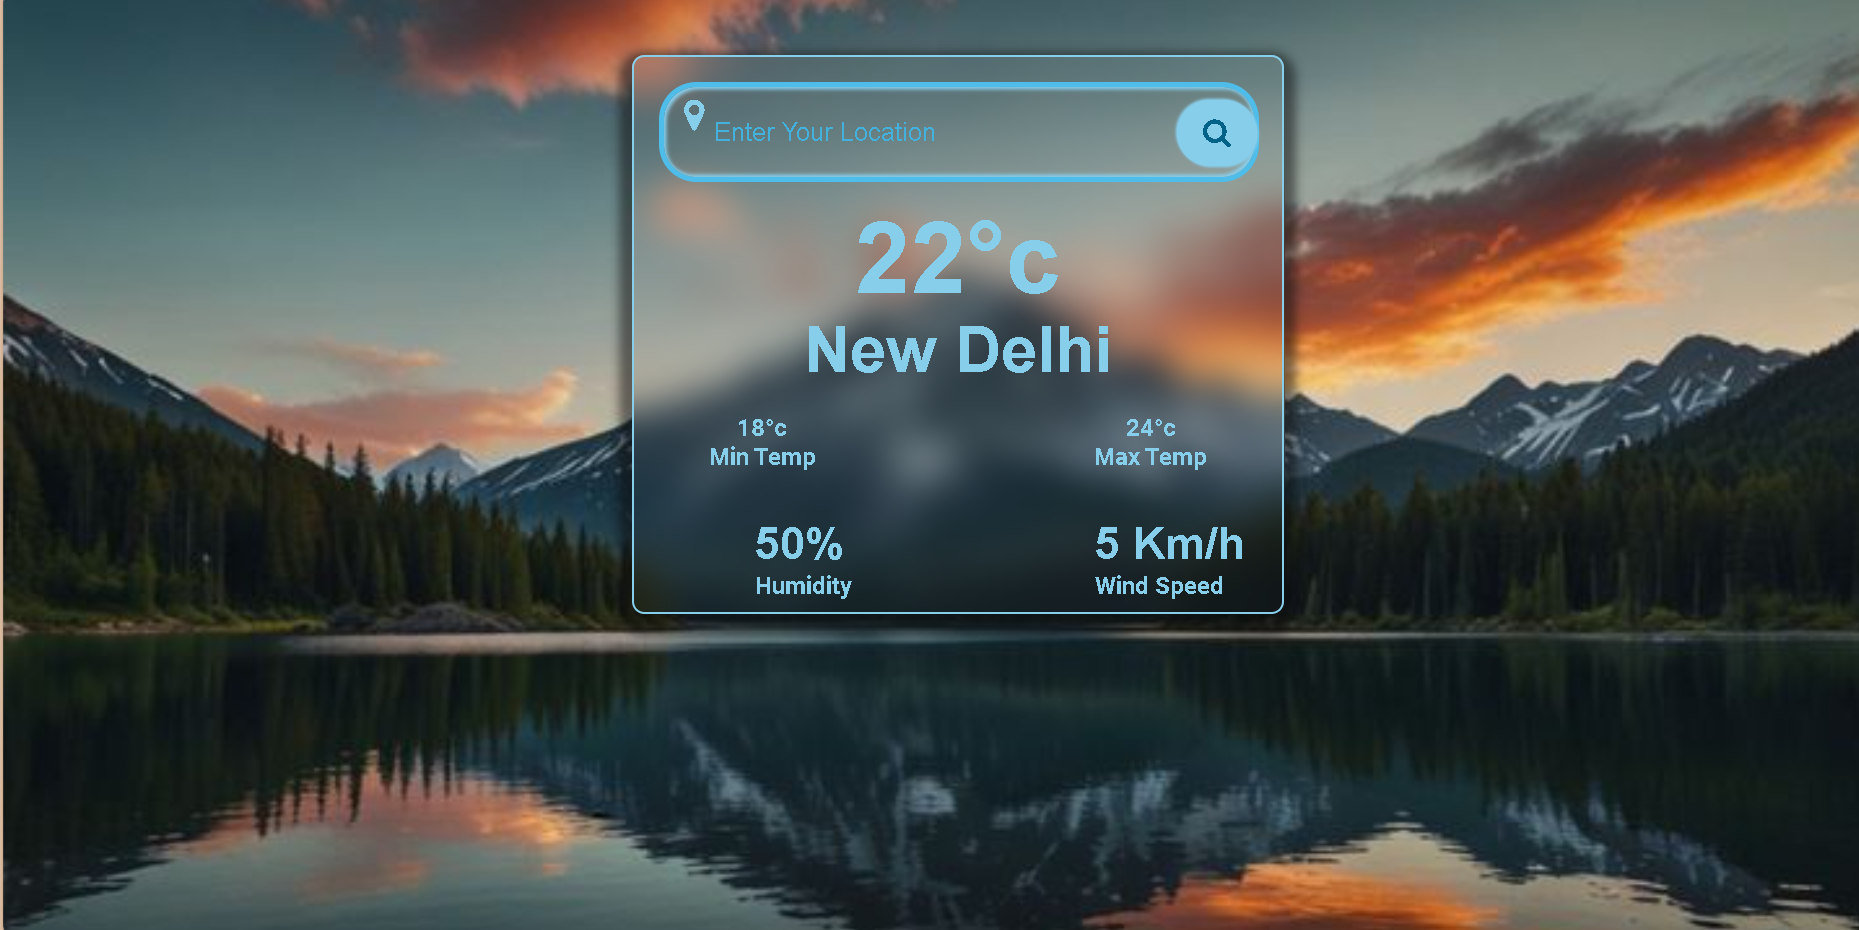 Enter Your Location
22°c
New Delhi
18°c
Min Temp
24°c
Max Temp
50%
Humidity
5 Km/h
Wind Speed